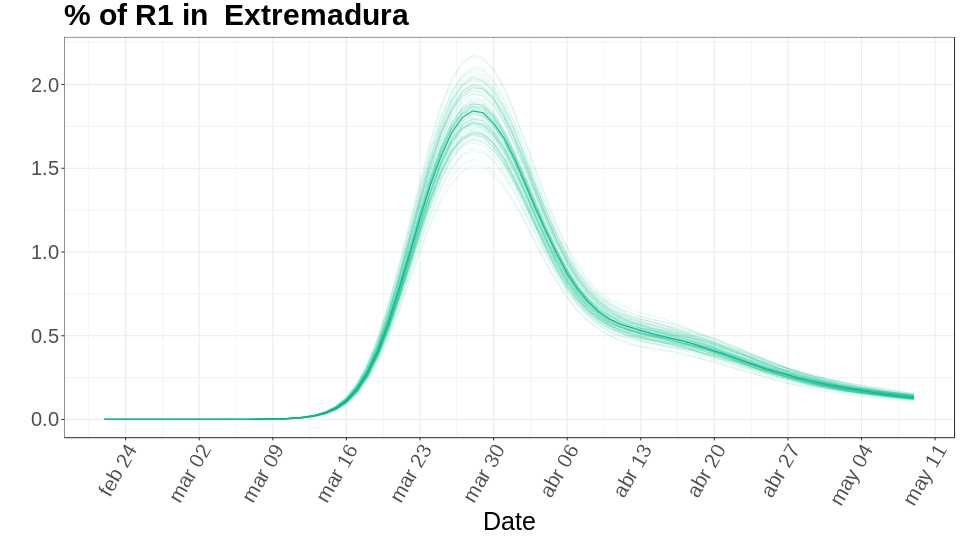 % of R1 in  Extremadura
2.0
1.5
1.0
0.5
0.0
feb 24
mar 02
mar 09
mar 16
mar 23
mar 30
abr 06
abr 13
abr 20
abr 27
may 04
may 11
Date